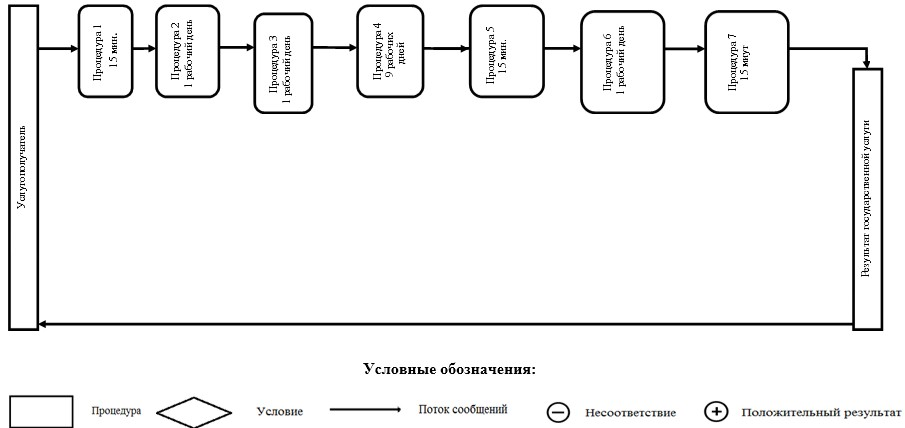 Услугополучатель
Процедура 1
15 мин.
Процедура 2
1 рабочий день
Процедура 3
1 рабочий день
Процедура 4
9 рабочих
дней
Процедура 5
15 мин.
Процедура 6
1 рабочий день
Процедура 7
15 миут
Результат государственной услуги
Условные обозначения:
Процедура
Условие
Поток сообщений
Несоответствие
Положительный результат